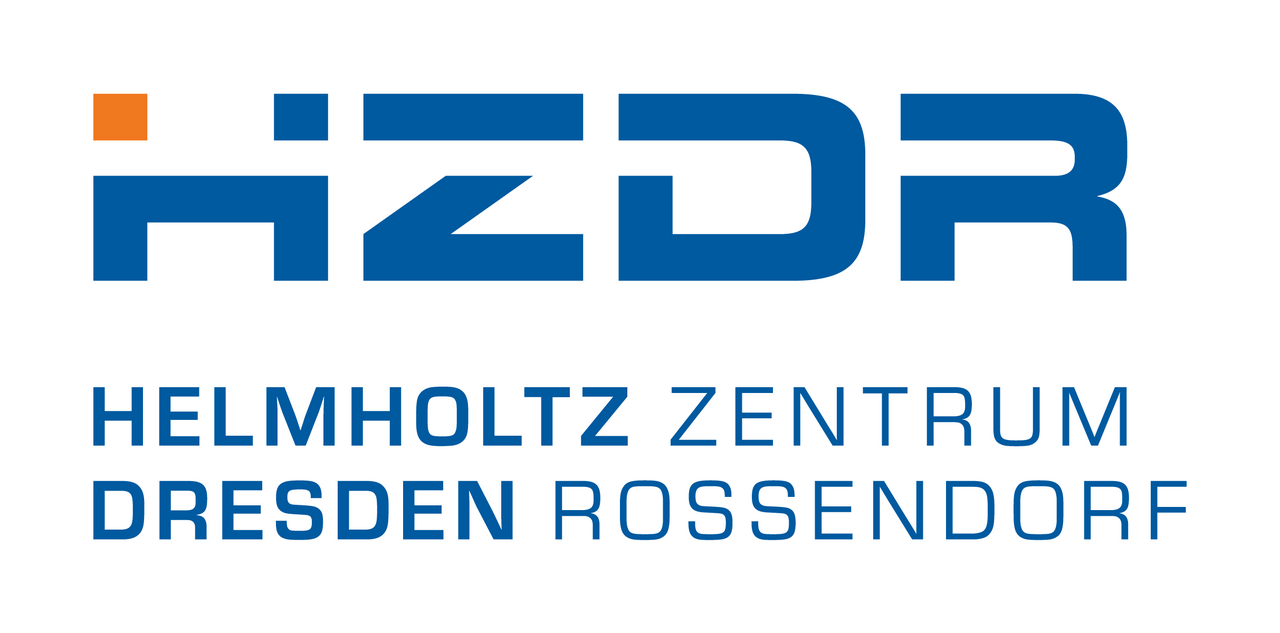 HZDR
HELMHOLTZ ZENTRUM
DRESDEN ROSSENDORF